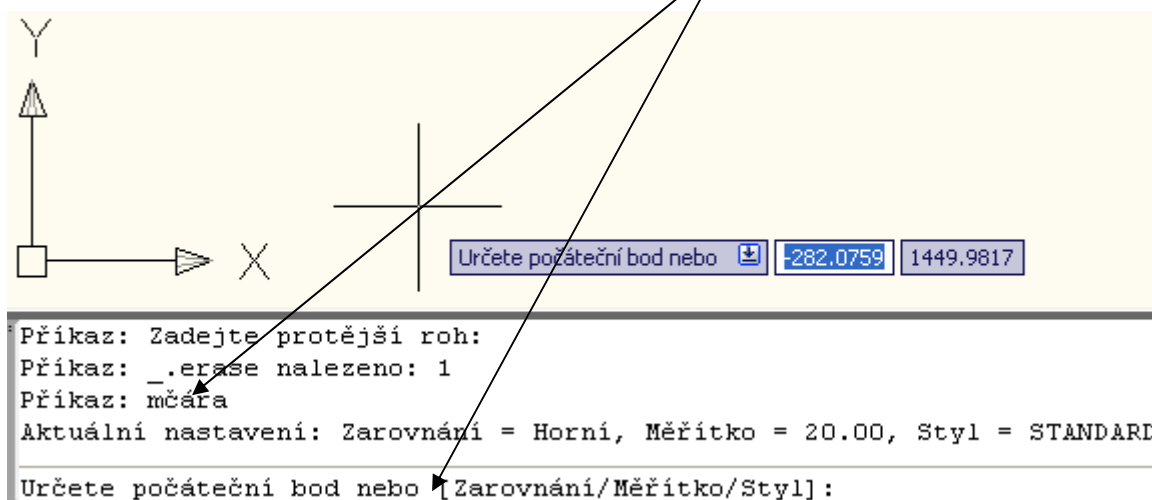 Y
X
Určete počáteční bod nebo -282.0759 1449.9817
Příkaz: Zadejte protější roh:
Příkaz: _.erase nalezeno: 1
Příkaz: mčára
Aktuální nastavení: Zarovnání = Horní, Měřítko = 20.00, Styl = STANDARD
Určete počáteční bod nebo [Zarovnání/Měřítko/Styl]: